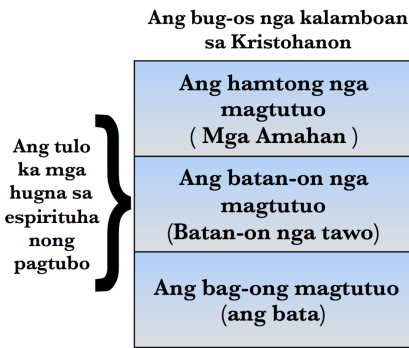 Ang bug-os nga kalamboan
sa Kristohanon
Ang hamtong nga
magtutuo
( Mga Amahan )
Ang batan-on nga
magtutuo
(Batan-on nga tawo)
Ang bag-ong magtutuo
(ang bata)
Ang tulo
ka mga
hugna sa
espirituha
nong
pagtubo